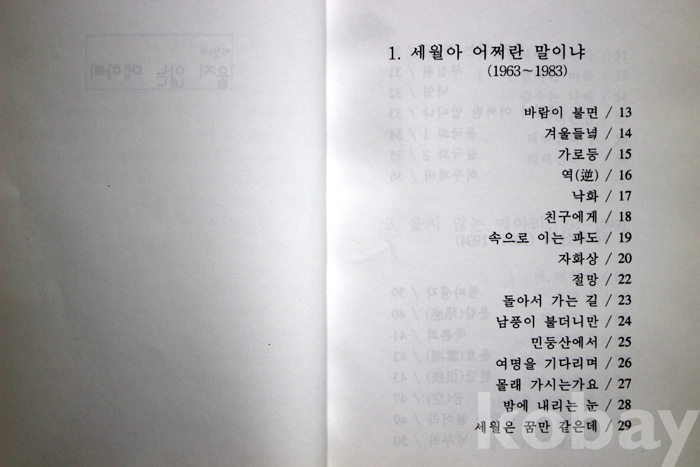 1. 세월아 어쩌란 말이냐
(1963~1983)
바람이 불면 / 13
겨울들녘 / 14
가로등 / 15
역(逆) / 16
낙화 / 17
친구에게 / 18
속으로 이는 파도 / 19
자화상 / 20
절망 / 22
돌아서 가는 길 / 23
남풍이 불더니만 / 24
민둥산에서 / 25
여명을 기다리며 / 26
몰래 가시는가요 / 27
밤에 내리는 눈 / 28
세월은 꿈만 같은데 / 29
kobay